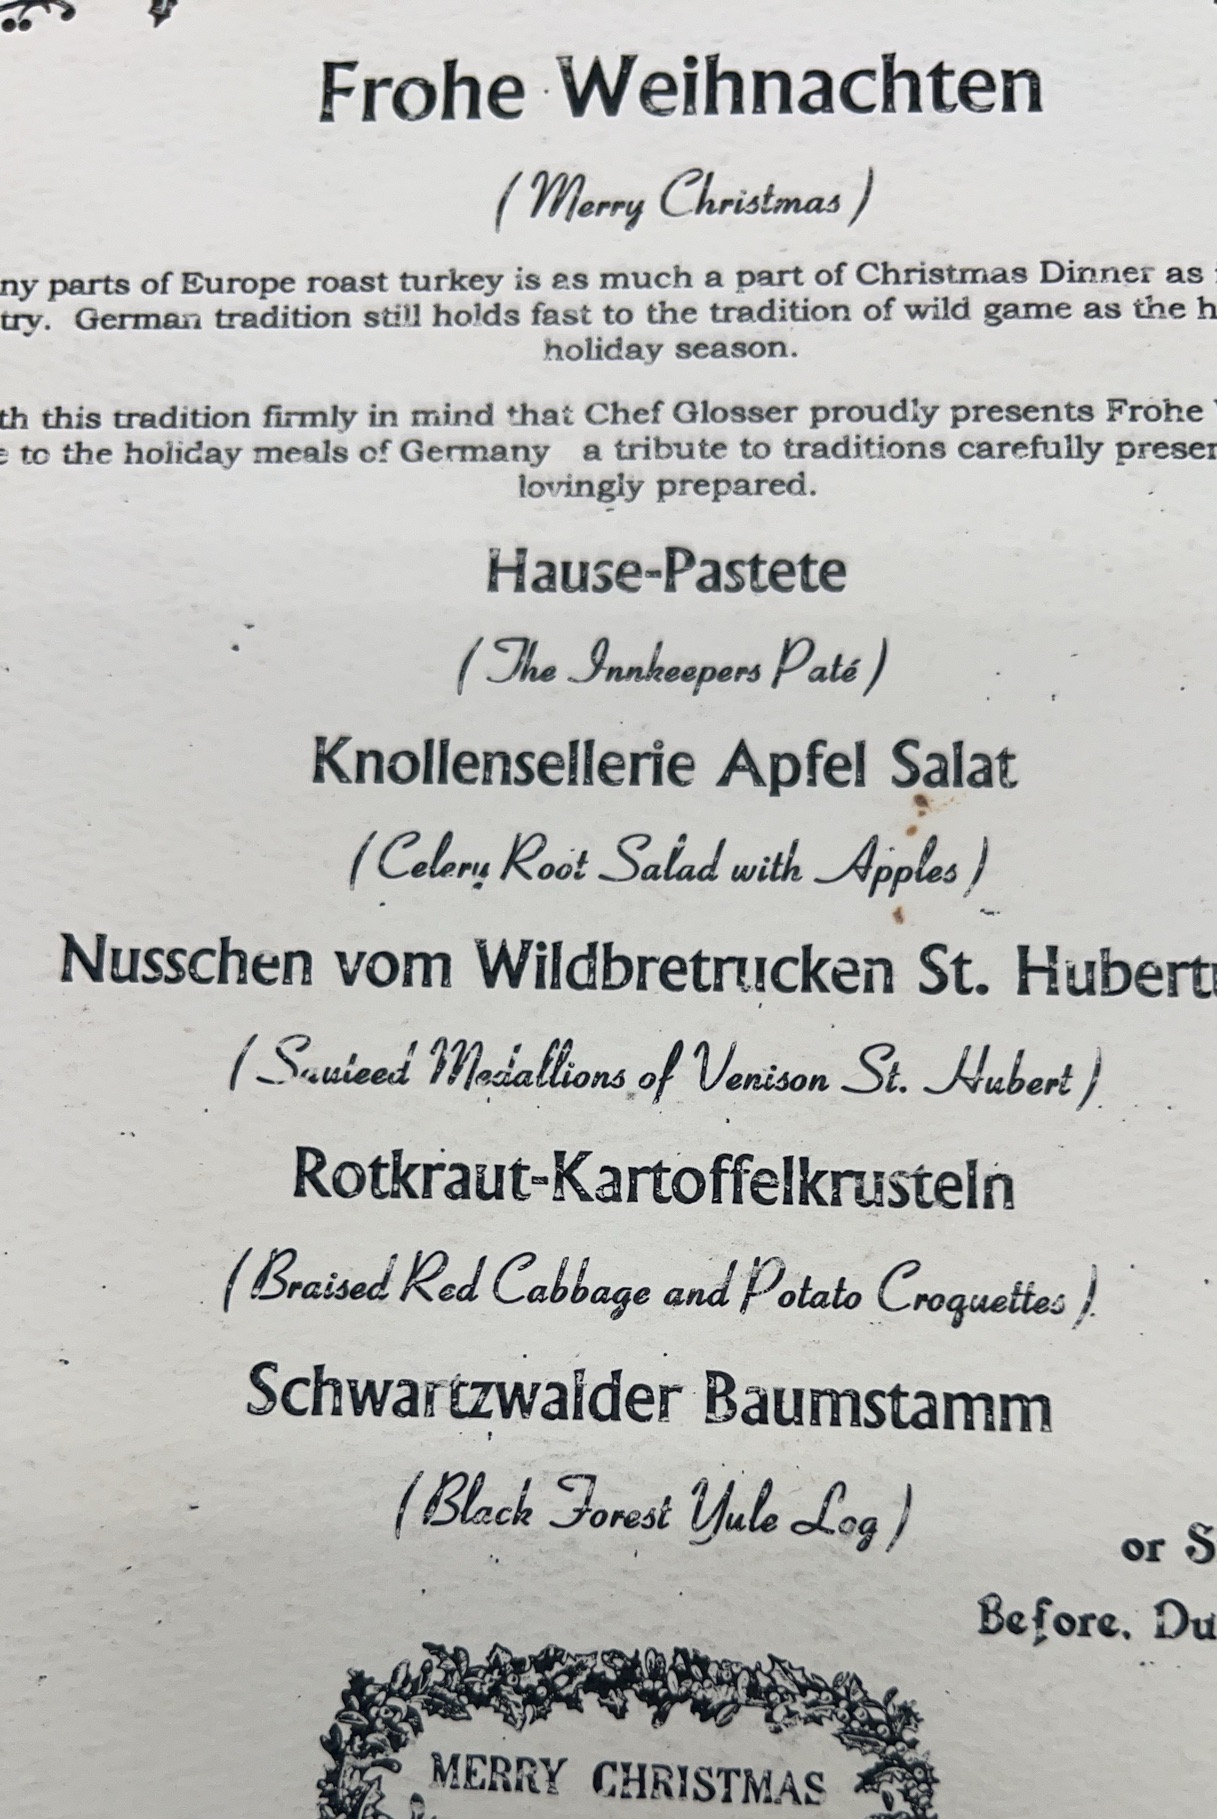 Frohe Weihnachten
(Merry Christmas)
ny parts of Europe roast turkey is as much a part of Christmas Dinner as
try. German tradition still holds fast to the tradition of wild game as the h
holiday season.
th this tradition firmly in mind that Chef Glosser proudly presents Frohe
e to the holiday meals of Germany a tribute to traditions carefully preser
lovingly prepared.
Hause-Pastete
(The Innkeepers Paté)
Knollensellerie Apfel Salat
(Celery Root Salad with Apples)
Nusschen vom Wildbretrucken St. Hubertu
(Sauteed Medallions of Venison St. Hubert)
Rotkraut-Kartoffelkrusteln
(Braised Red Cabbage and Potato Croquettes)
Schwartzwalder Baumstamm
(Black Forest Yule Log)
or S
Before, Du
MERRY CHRISTMAS